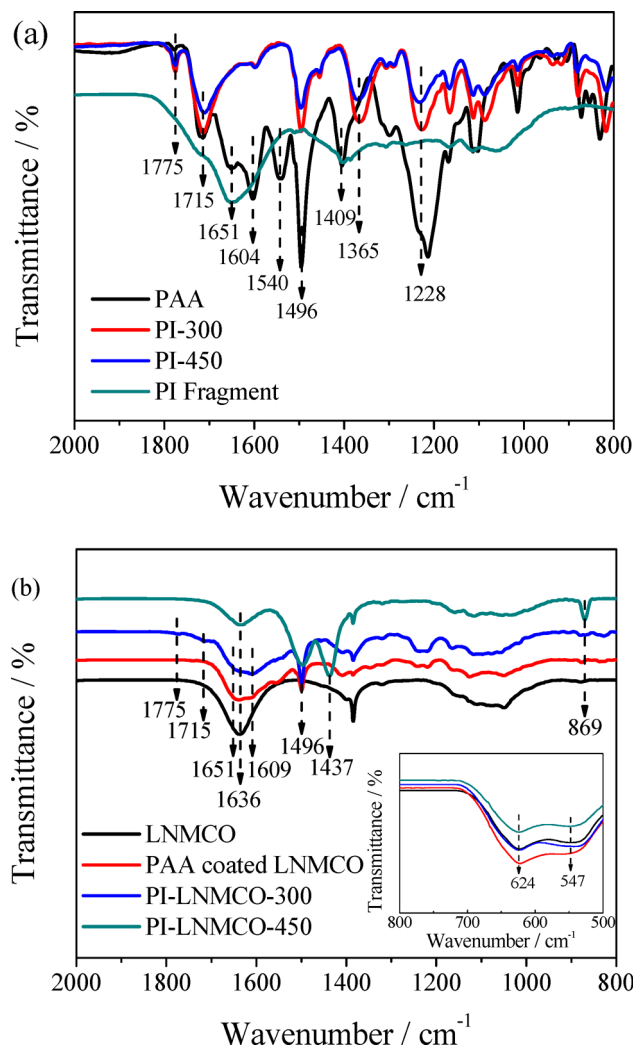 (a)
Transmittance / %
1775
1715
1651
1604
1540
1496
1409
1365
1228
PAA
PI-300
PI-450
PI Fragment
2000 1800 1600 1400 1200 1000 800
Wavenumber / cm⁻¹
(b)
Transmittance / %
1775
1715
1651
1636
1609
1496
1437
869
LNMCO
PAA coated LNMCO
PI-LNMCO-300
PI-LNMCO-450
Transmittance / %
624
547
800 700 600 500
Wavenumber / cm⁻¹
2000 1800 1600 1400 1200 1000 800
Wavenumber / cm⁻¹